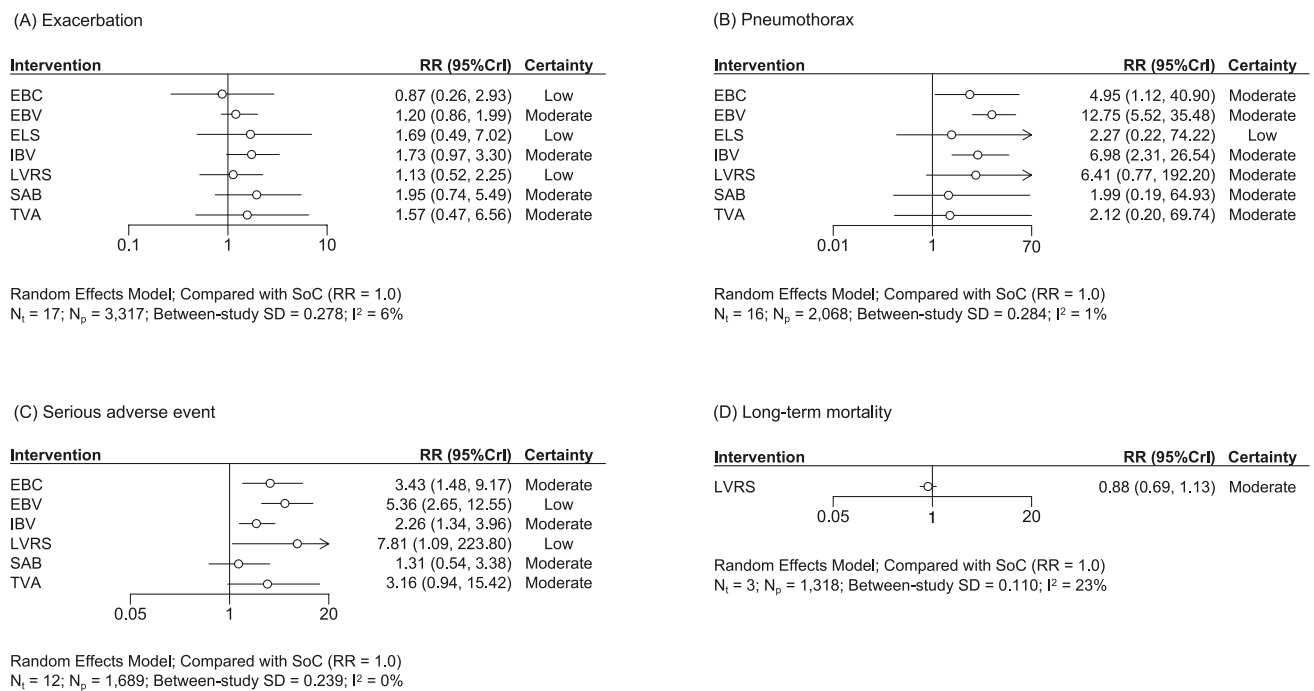 (A) Exacerbation
Intervention RR (95%CrI) Certainty
EBC 0.87 (0.26, 2.93) Low
EBV 1.20 (0.86, 1.99) Moderate
ELS 1.69 (0.49, 7.02) Low
IBV 1.73 (0.97, 3.30) Moderate
LVRS 1.13 (0.52, 2.25) Low
SAB 1.95 (0.74, 5.49) Moderate
TVA 1.57 (0.47, 6.56) Moderate
0.1 1 10
Random Effects Model; Compared with SoC (RR = 1.0)
Nt = 17; Np = 3,317; Between-study SD = 0.278; I² = 6%
(B) Pneumothorax
Intervention RR (95%CrI) Certainty
EBC 4.95 (1.12, 40.90) Moderate
EBV 12.75 (5.52, 35.48) Moderate
ELS 2.27 (0.22, 74.22) Low
IBV 6.98 (2.31, 26.54) Moderate
LVRS 6.41 (0.77, 192.20) Moderate
SAB 1.99 (0.19, 64.93) Moderate
TVA 2.12 (0.20, 69.74) Moderate
0.01 1 70
Random Effects Model; Compared with SoC (RR = 1.0)
Nt = 16; Np = 2,068; Between-study SD = 0.284; I² = 1%
(C) Serious adverse event
Intervention RR (95%CrI) Certainty
EBC 3.43 (1.48, 9.17) Moderate
EBV 5.36 (2.65, 12.55) Low
IBV 2.26 (1.34, 3.96) Moderate
LVRS 7.81 (1.09, 223.80) Low
SAB 1.31 (0.54, 3.38) Moderate
TVA 3.16 (0.94, 15.42) Moderate
0.05 1 20
Random Effects Model; Compared with SoC (RR = 1.0)
Nt = 12; Np = 1,689; Between-study SD = 0.239; I² = 0%
(D) Long-term mortality
Intervention RR (95%CrI) Certainty
LVRS 0.88 (0.69, 1.13) Moderate
0.05 1 20
Random Effects Model; Compared with SoC (RR = 1.0)
Nt = 3; Np = 1,318; Between-study SD = 0.110; I² = 23%